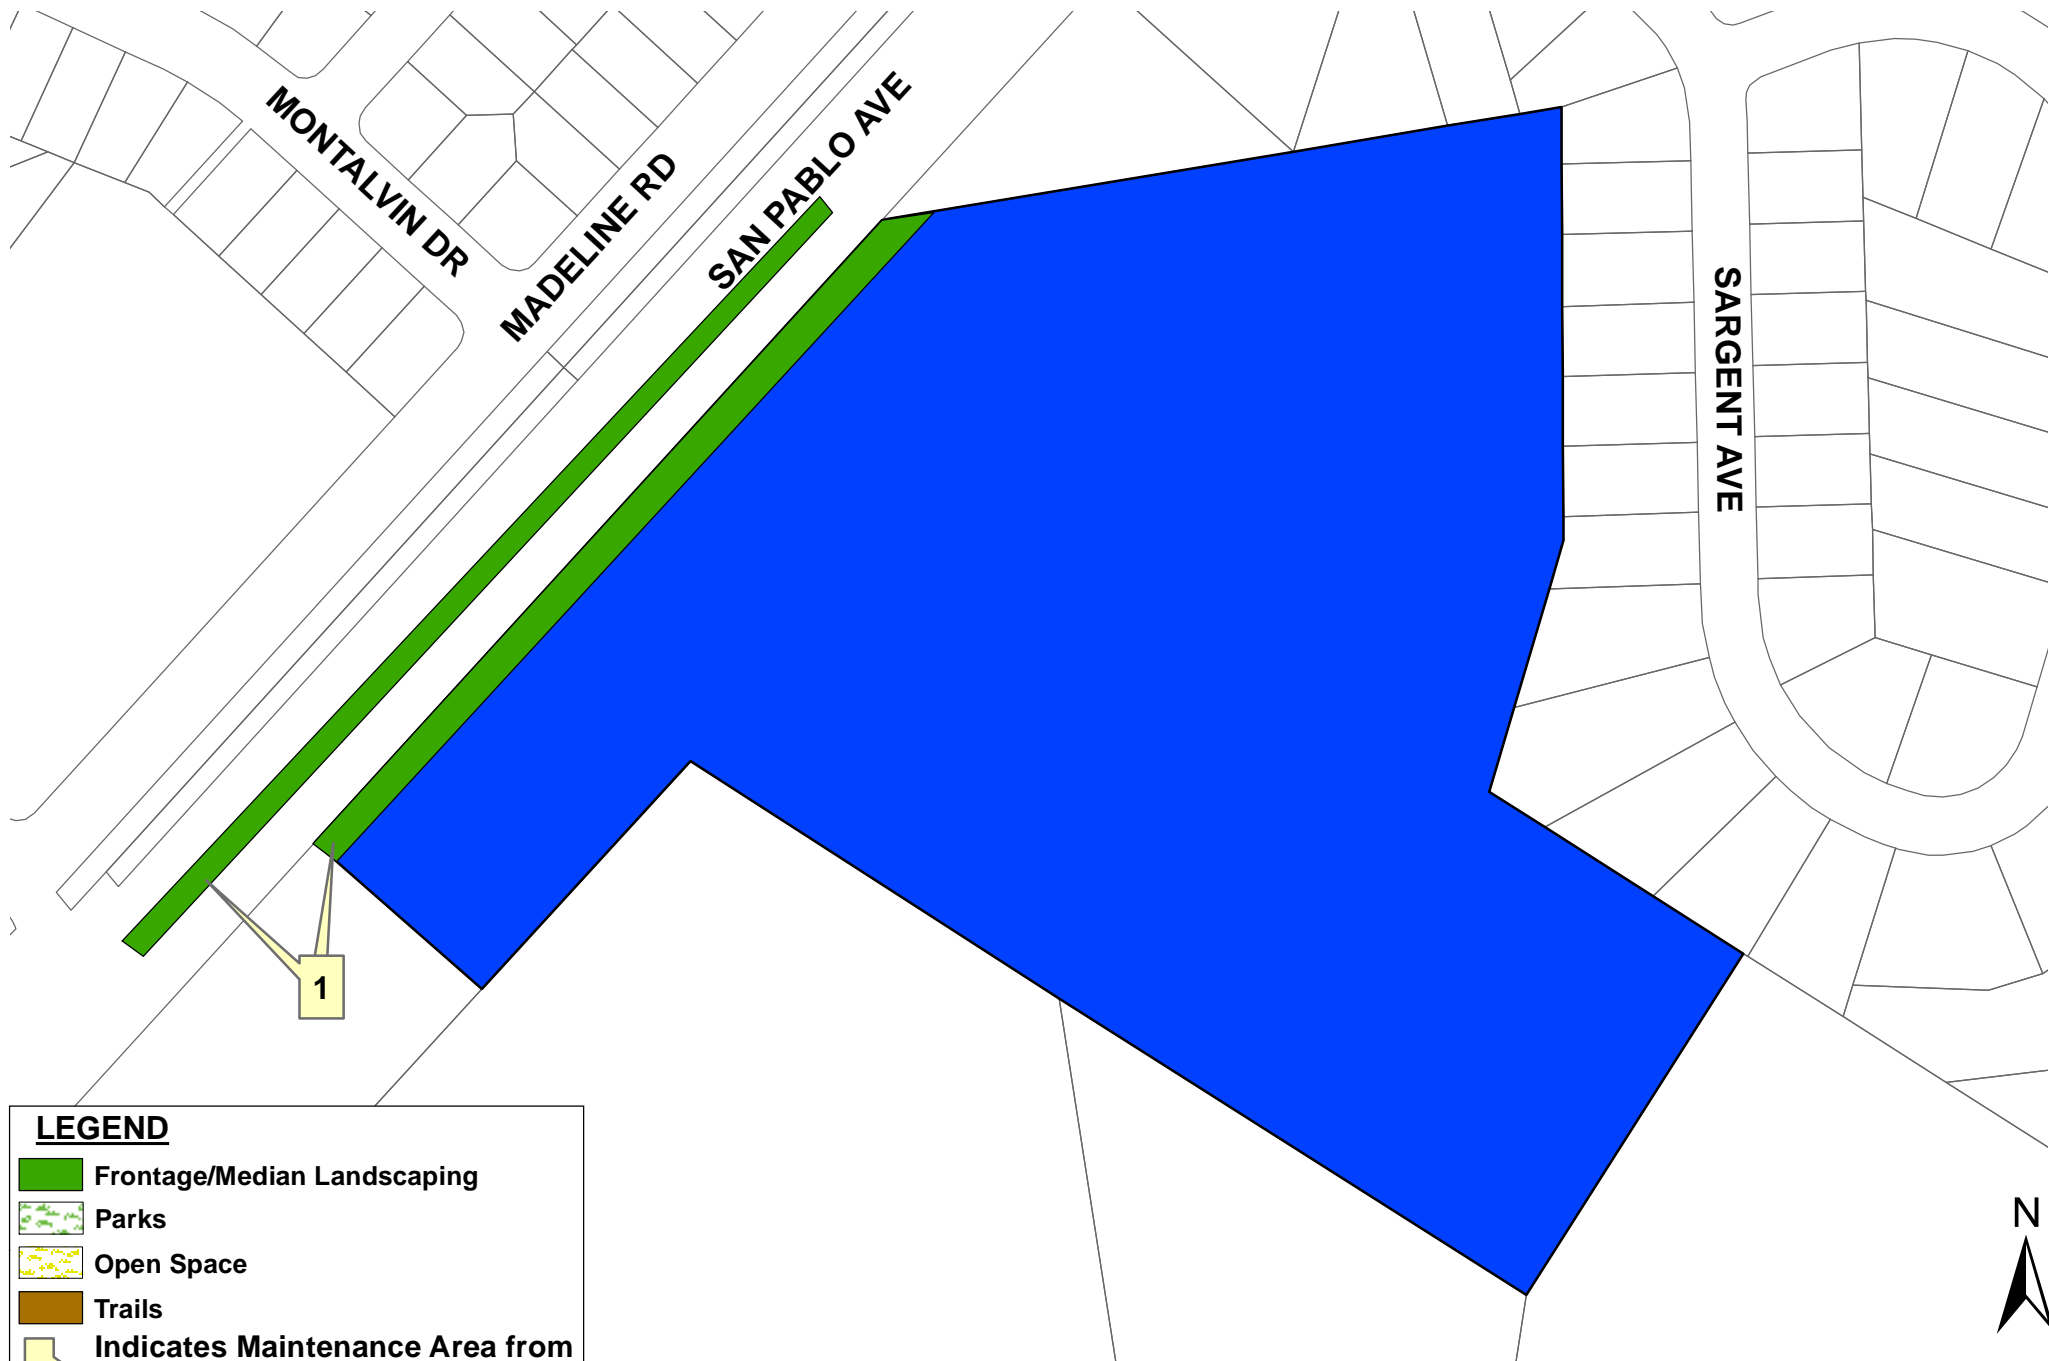 MONTALVIN DR
MADELINE RD
SAN PABLO AVE
SARGENT AVE
1
LEGEND
Frontage/Median Landscaping
Parks
Open Space
Trails
Indicates Maintenance Area from
N